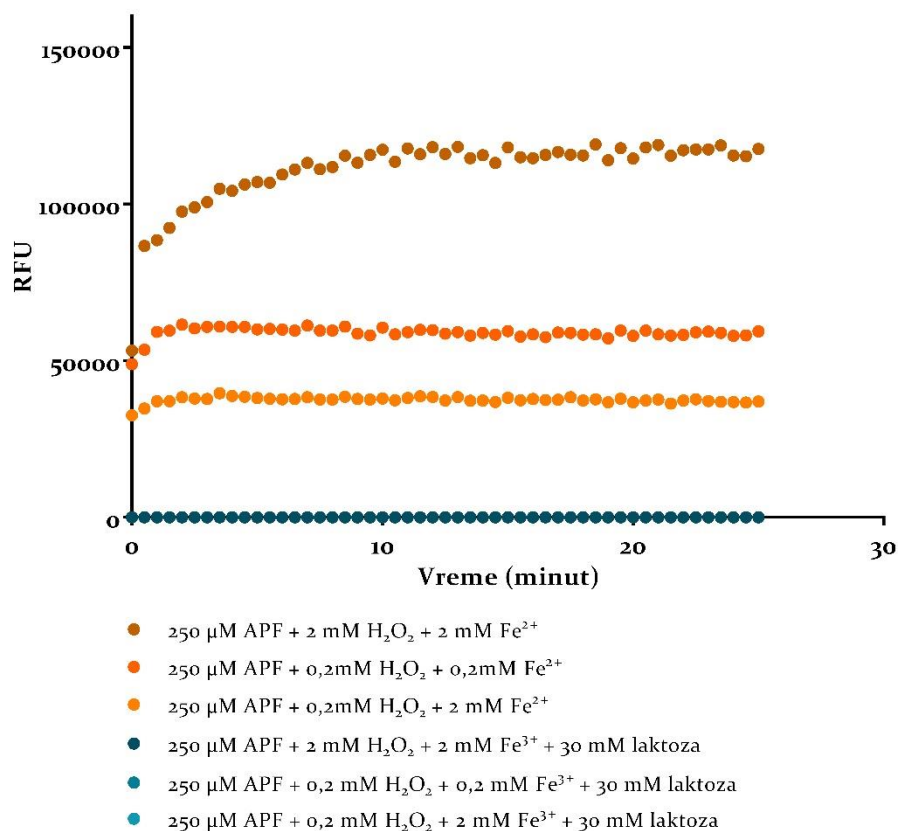 150000
100000
RFU
50000
0
0 10 20 30
Vreme (minut)
250 µM APF + 2 mM H₂O₂ + 2 mM Fe²⁺
250 µM APF + 0,2mM H₂O₂ + 0,2mM Fe²⁺
250 µM APF + 0,2mM H₂O₂ + 2 mM Fe²⁺
250 µM APF + 2 mM H₂O₂ + 2 mM Fe³⁺ + 30 mM laktoza
250 µM APF + 0,2 mM H₂O₂ + 0,2 mM Fe³⁺ + 30 mM laktoza
250 µM APF + 0,2 mM H₂O₂ + 2 mM Fe³⁺ + 30 mM laktoza